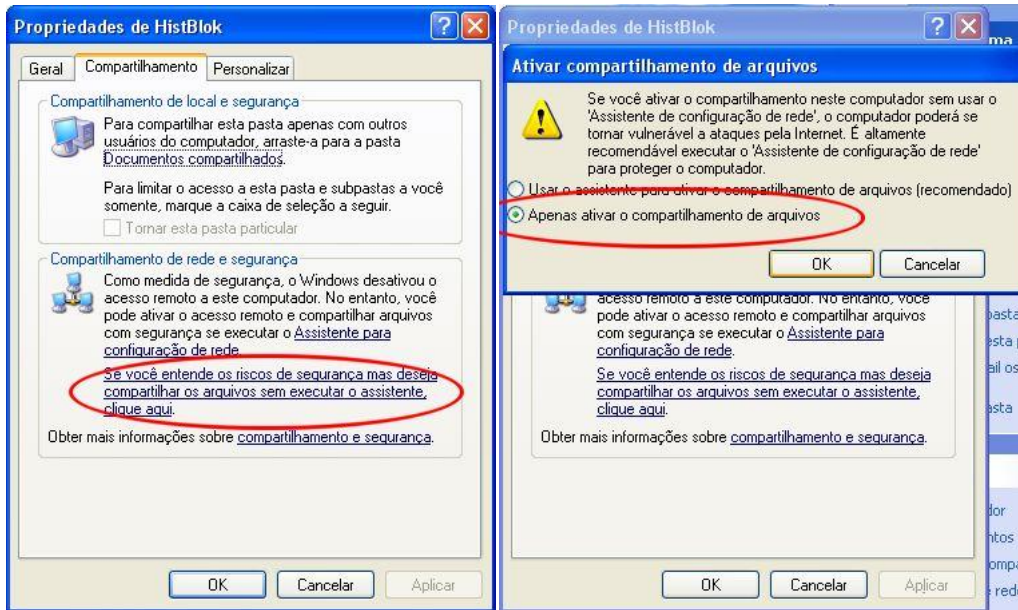 Propriedades de HistBlok
Geral Compartilhamento Personalizar
Compartilhamento de local e segurança
Para compartilhar esta pasta apenas com outros
usuários do computador, arraste-a para a pasta
Documentos compartilhados.
Para limitar o acesso a esta pasta e subpastas a você
somente, marque a caixa de seleção a seguir.
Tornar esta pasta particular
Compartilhamento de rede e segurança
Como medida de segurança, o Windows desativou o
acesso remoto a este computador. No entanto, você
pode ativar o acesso remoto e compartilhar arquivos
com segurança se executar o Assistente para
configuração de rede.
Se você entende os riscos de segurança mas deseja
compartilhar os arquivos sem executar o assistente,
clique aqui.
Obter mais informações sobre compartilhamento e segurança.
OK Cancelar Aplicar
Propriedades de HistBlok
Ativar compartilhamento de arquivos
Se você ativar o compartilhamento neste computador sem usar o
'Assistente de configuração de rede', o computador poderá se
tornar vulnerável a ataques pela Internet. É altamente
recomendável executar o 'Assistente de configuração de rede'
para proteger o computador.
Usar o assistente para ativar o compartilhamento de arquivos (recomendado)
Apenas ativar o compartilhamento de arquivos
OK Cancelar
acesso remoto a este computador. No entanto, você
pode ativar o acesso remoto e compartilhar arquivos
com segurança se executar o Assistente para
configuração de rede.
Se você entende os riscos de segurança mas deseja
compartilhar os arquivos sem executar o assistente,
clique aqui.
Obter mais informações sobre compartilhamento e segurança.
OK Cancelar Aplicar